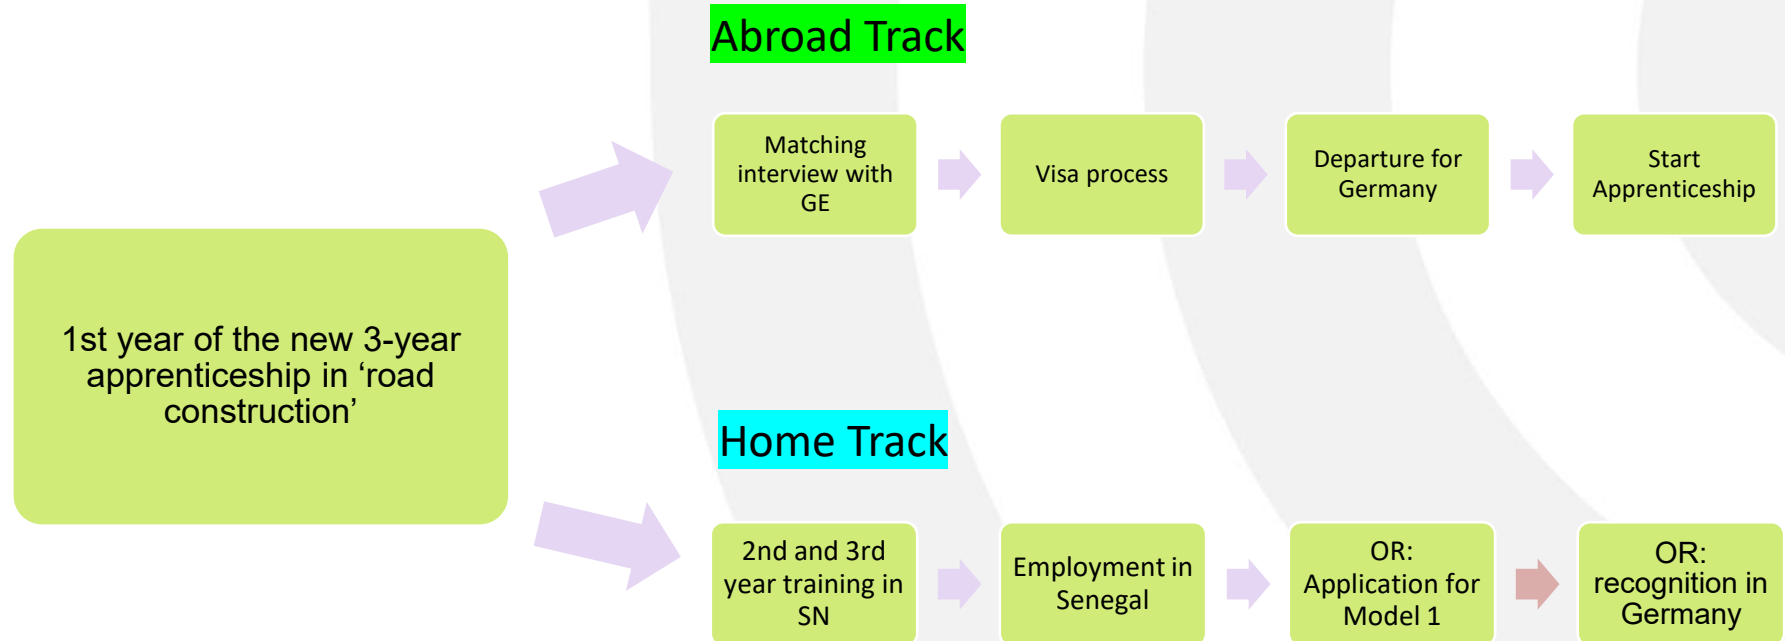 Abroad Track
Matching
interview with
GE
Visa process
Departure for
Germany
Start
Apprenticeship
1st year of the new 3-year
apprenticeship in ‘road
construction’
Home Track
2nd and 3rd
year training in
SN
Employment in
Senegal
OR:
Application for
Model 1
OR:
recognition in
Germany